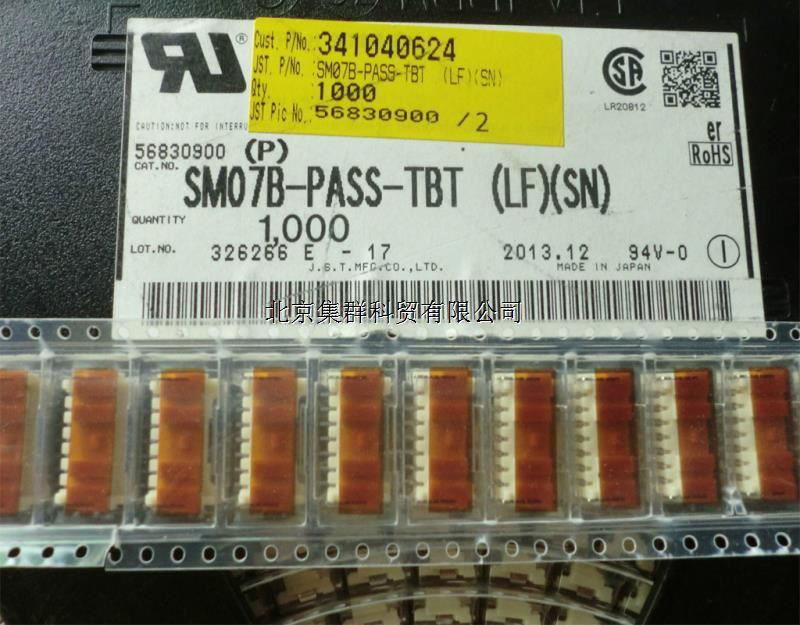 Cust. P/No.: 341040624
JST. P/No. :SM07B-PASS-TBT (LF)(SN)
Qty. :1000
JST Pic No.:56830900 /2
LR20812
CAUTION:NOT FOR INTERRU
56830900 (P)
er
RoHS
CAT.NO. SM07B-PASS-TBT (LF)(SN)
QUANTITY 1,000
LOT.NO. 326266 E - 17 2013.12 94V-0 1
J.S.T.MFG.CO.,LTD. MADE IN JAPAN
北京集群科贸有限公司